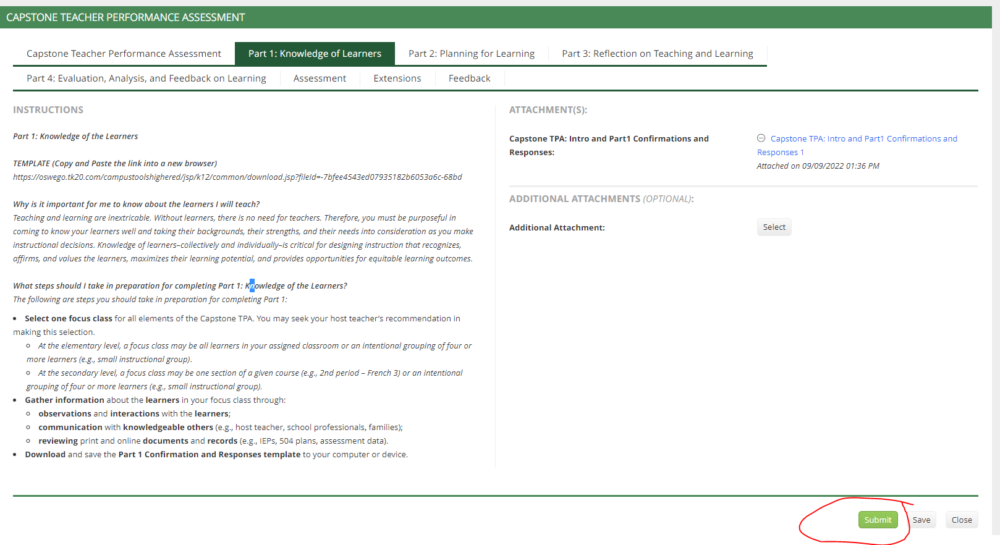 CAPSTONE TEACHER PERFORMANCE ASSESSMENT
Capstone Teacher Performance Assessment
Part 1: Knowledge of Learners
Part 2: Planning for Learning
Part 3: Reflection on Teaching and Learning
Part 4: Evaluation, Analysis, and Feedback on Learning
Assessment
Extensions
Feedback
INSTRUCTIONS
Part 1: Knowledge of the Learners
TEMPLATE (Copy and Paste the link into a new browser)
https://oswego.tk20.com/campustoolshighered/jsp/k12/common/download.jsp?fileId=-7bfee4543ed07935182b6053a6c-68bd
Why is it important for me to know about the learners I will teach?
Teaching and learning are inextricable. Without learners, there is no need for teachers. Therefore, you must be purposeful in
coming to know your learners well and taking their backgrounds, their strengths, and their needs into consideration as you make
instructional decisions. Knowledge of learners–collectively and individually–is critical for designing instruction that recognizes,
affirms, and values the learners, maximizes their learning potential, and provides opportunities for equitable learning outcomes.
What steps should I take in preparation for completing Part 1: Knowledge of the Learners?
The following are steps you should take in preparation for completing Part 1:
• Select one focus class for all elements of the Capstone TPA. You may seek your host teacher's recommendation in
making this selection.
○ At the elementary level, a focus class may be all learners in your assigned classroom or an intentional grouping of four or
more learners (e.g., small instructional group).
○ At the secondary level, a focus class may be one section of a given course (e.g., 2nd period – French 3) or an intentional
grouping of four or more learners (e.g., small instructional group).
• Gather information about the learners in your focus class through:
○ observations and interactions with the learners;
○ communication with knowledgeable others (e.g., host teacher, school professionals, families);
○ reviewing print and online documents and records (e.g., IEPs, 504 plans, assessment data).
• Download and save the Part 1 Confirmation and Responses template to your computer or device.
ATTACHMENT(S):
Capstone TPA: Intro and Part1 Confirmations and
Responses:
Capstone TPA: Intro and Part1 Confirmations and
Responses 1
Attached on 09/09/2022 01:36 PM
ADDITIONAL ATTACHMENTS (OPTIONAL):
Additional Attachment:
Select
Submit
Save
Close